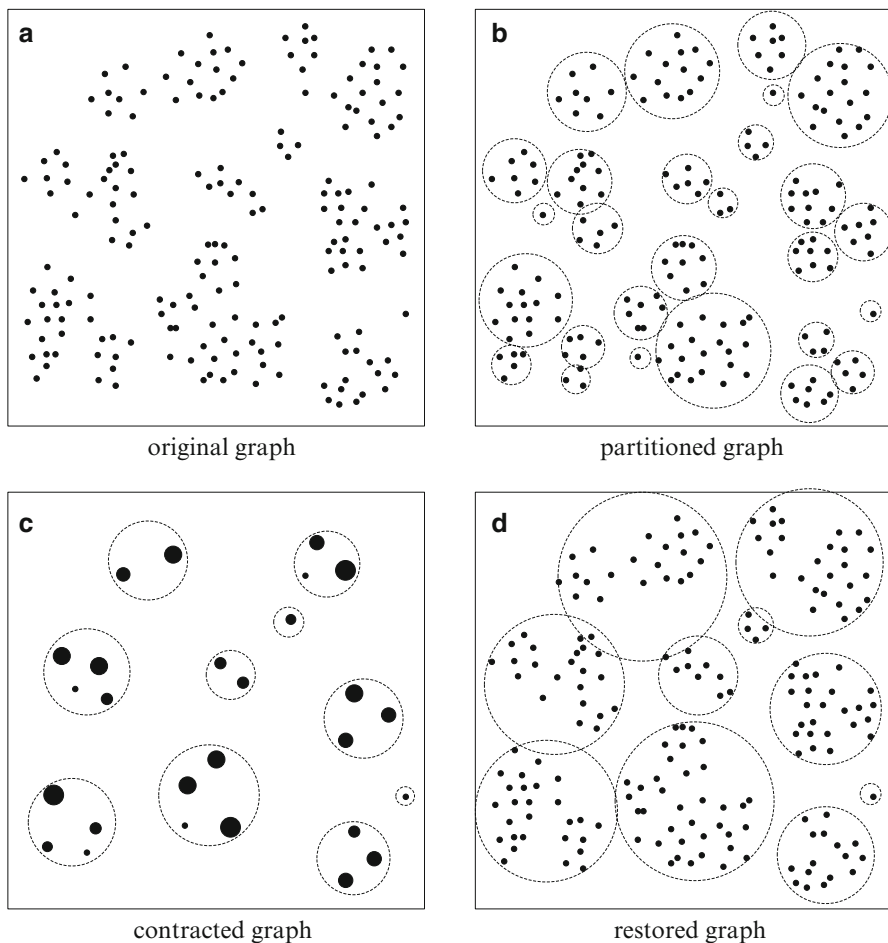 a
b
original graph
partitioned graph
c
d
contracted graph
restored graph